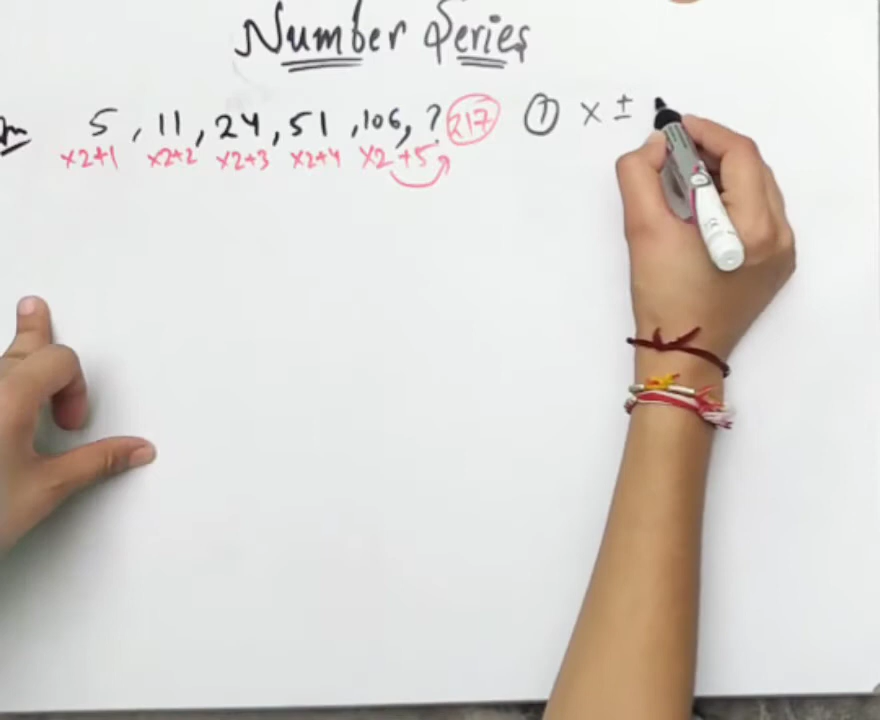 Number Series
5, 11, 24, 51, 106, ? 217 ① × ±
×2+1 ×2+2 ×2+3 ×2+4 ×2+5